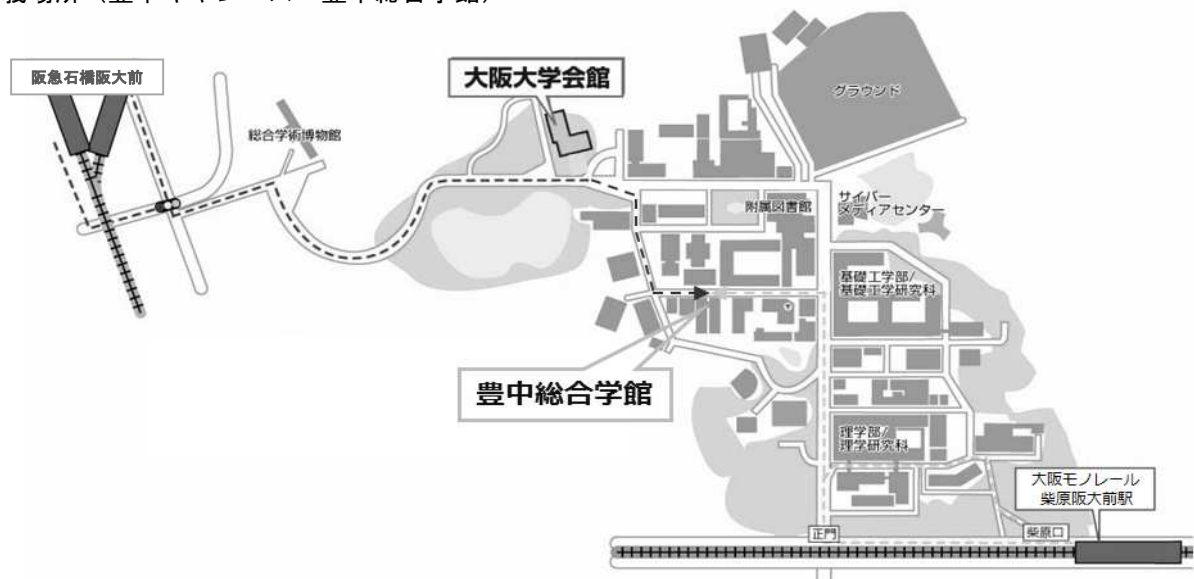 阪急石橋阪大前
総合学術博物館
大阪大学会館
グラウンド
附属図書館
サイバー
メディアセンター
基礎工学部/
基礎工学研究科
豊中総合学館
理学部/
理学研究科
大阪モノレール
柴原阪大前駅
正門
柴原口